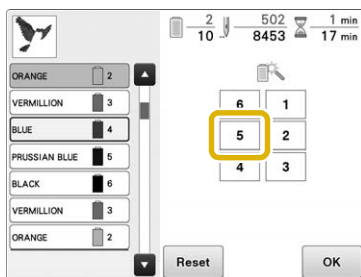 2 502 1 min
10 8453 17 min
ORANGE 2
VERMILLION 3
BLUE 4
PRUSSIAN BLUE 5
BLACK 6
VERMILLION 3
ORANGE 2
6 1
5 2
4 3
Reset OK